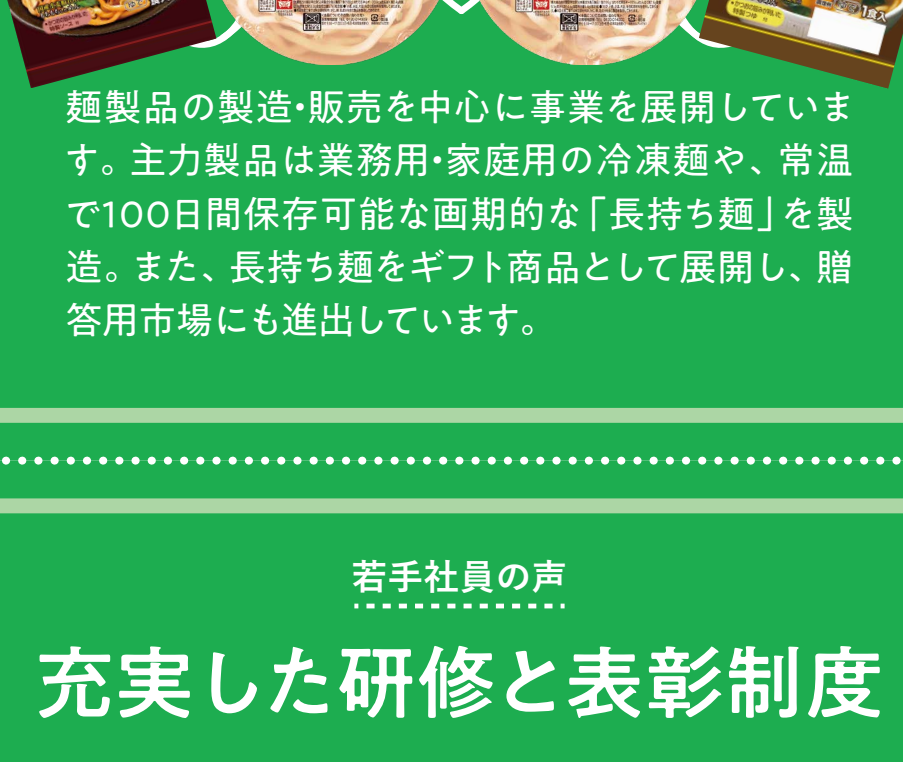 1食入
麺製品の製造・販売を中心に事業を展開していま
す。主力製品は業務用・家庭用の冷凍麺や、常温
で100日間保存可能な画期的な「長持ち麺」を製
造。また、長持ち麺をギフト商品として展開し、贈
答用市場にも進出しています。
若手社員の声
充実した研修と表彰制度